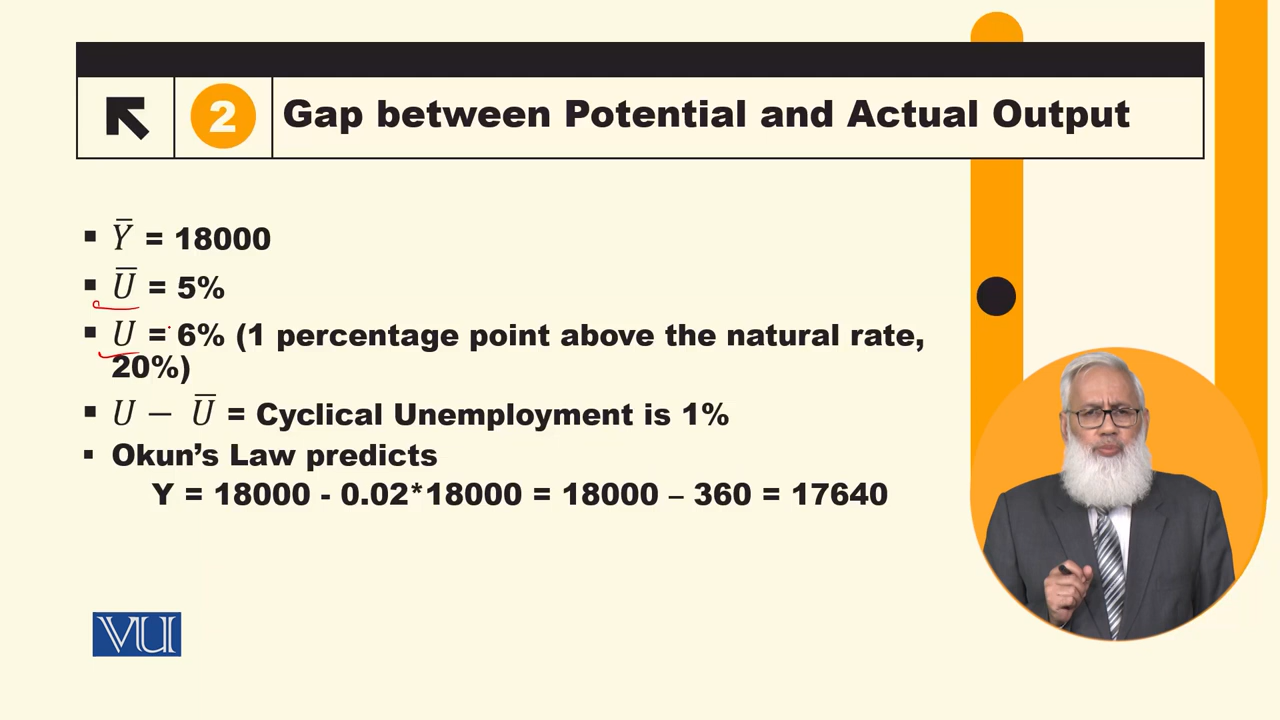 2 Gap between Potential and Actual Output
▪ Y̅ = 18000
▪ U̅ = 5%
▪ U = 6% (1 percentage point above the natural rate,
20%)
▪ U − U̅ = Cyclical Unemployment is 1%
▪ Okun’s Law predicts
Y = 18000 - 0.02*18000 = 18000 – 360 = 17640
VU